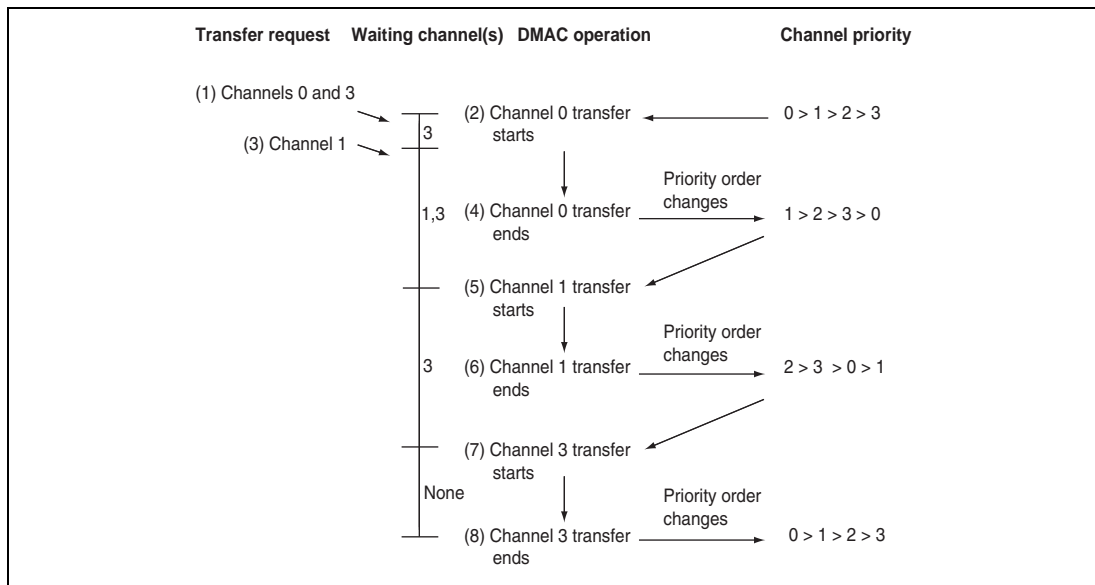 Transfer request Waiting channel(s) DMAC operation Channel priority
(1) Channels 0 and 3
(2) Channel 0 transfer
starts
0 > 1 > 2 > 3
3
(3) Channel 1
Priority order
changes
1,3
(4) Channel 0 transfer
ends
1 > 2 > 3 > 0
(5) Channel 1 transfer
starts
Priority order
changes
3
(6) Channel 1 transfer
ends
2 > 3 > 0 > 1
(7) Channel 3 transfer
starts
None
Priority order
changes
(8) Channel 3 transfer
ends
0 > 1 > 2 > 3